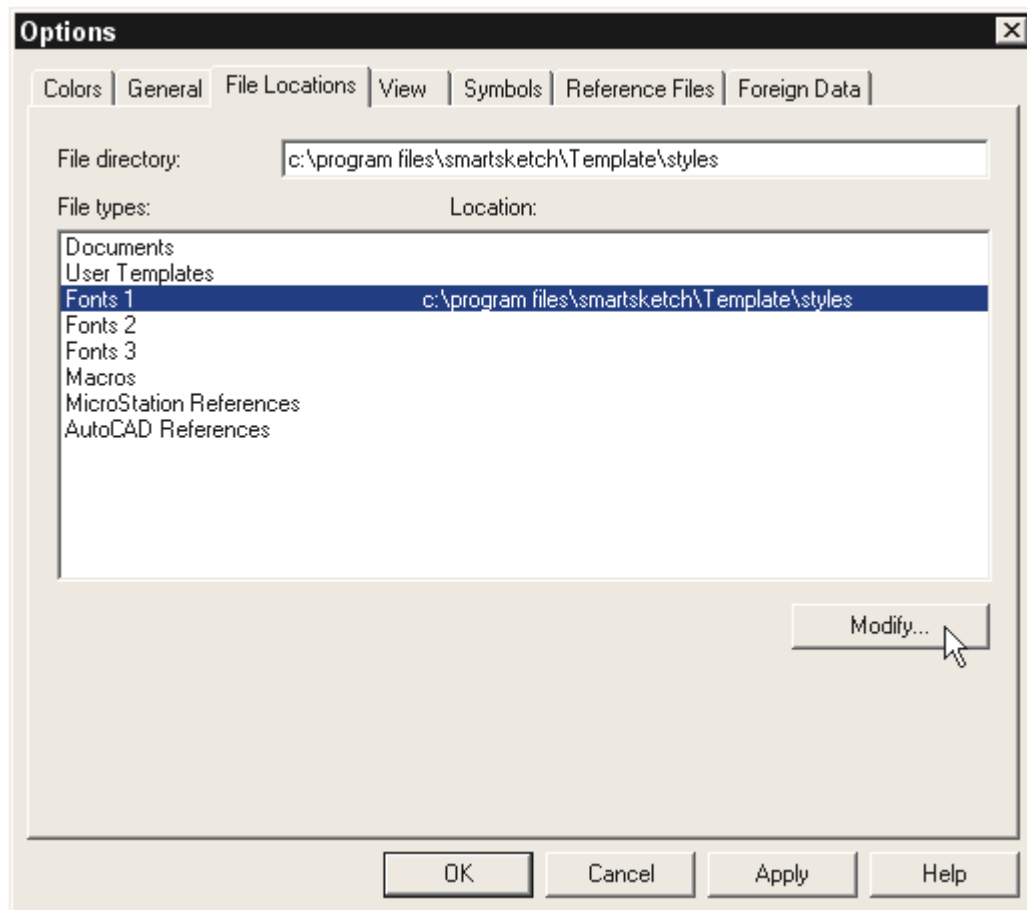 Options
Colors General File Locations View Symbols Reference Files Foreign Data
File directory: c:\program files\smartsketch\Template\styles
File types: Location:
Documents
User Templates
Fonts 1 c:\program files\smartsketch\Template\styles
Fonts 2
Fonts 3
Macros
MicroStation References
AutoCAD References
Modify...
OK Cancel Apply Help